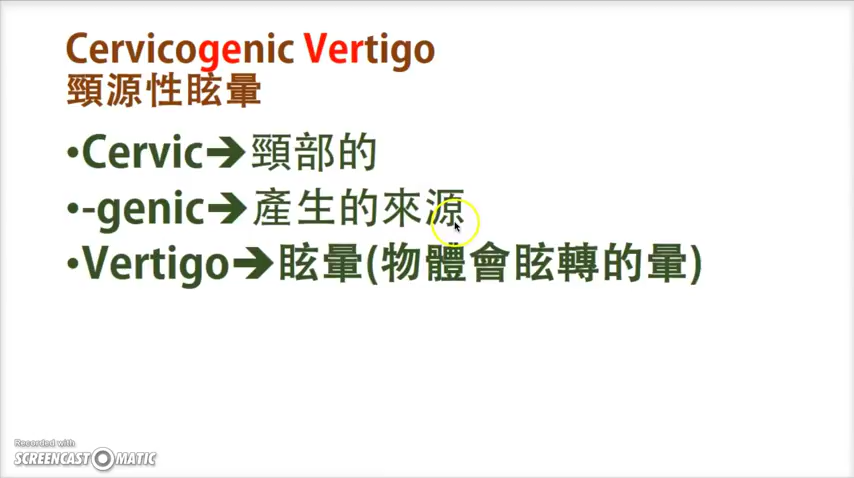 Cervicogenic Vertigo
頸源性眩暈
•Cervic➔頸部的
•-genic➔產生的來源
•Vertigo➔眩暈(物體會眩轉的暈)
Recorded with
SCREENCAST-O-MATIC